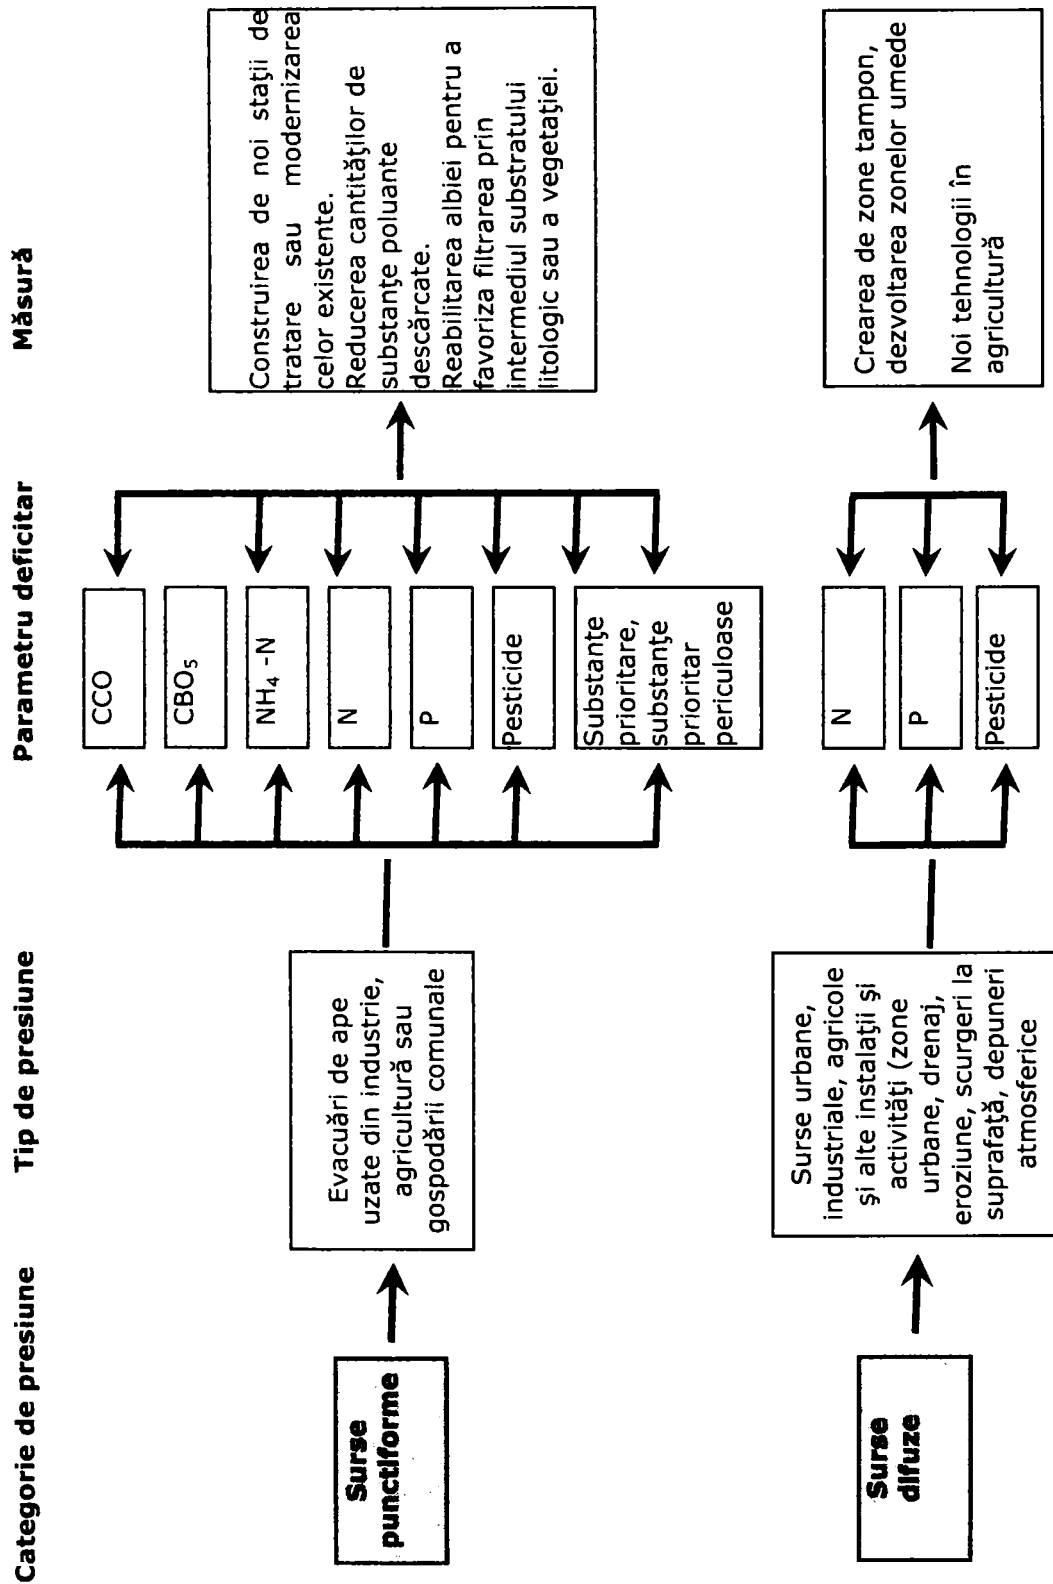 Categorie de presiune
Tip de presiune
Parametru deficitar
Măsură
Surse
punctiforme
Evacuări de ape
uzate din industrie,
agricultură sau
gospodării comunale
CCO
CBO₅
NH₄ -N
N
P
Pesticide
Substanţe
prioritare,
substanţe
prioritar
periculoase
Construirea de noi staţii de
tratare sau modernizarea
celor existente.
Reducerea cantităţilor de
substanţe poluante
descărcate.
Reabilitarea albiei pentru a
favoriza filtrarea prin
intermediul substratului
litologic sau a vegetaţiei.
Surse
difuze
Surse urbane,
industriale, agricole
şi alte instalaţii şi
activităţi (zone
urbane, drenaj,
eroziune, scurgeri la
suprafaţă, depuneri
atmosferice
N
P
Pesticide
Crearea de zone tampon,
dezvoltarea zonelor umede
Noi tehnologii în
agricultură